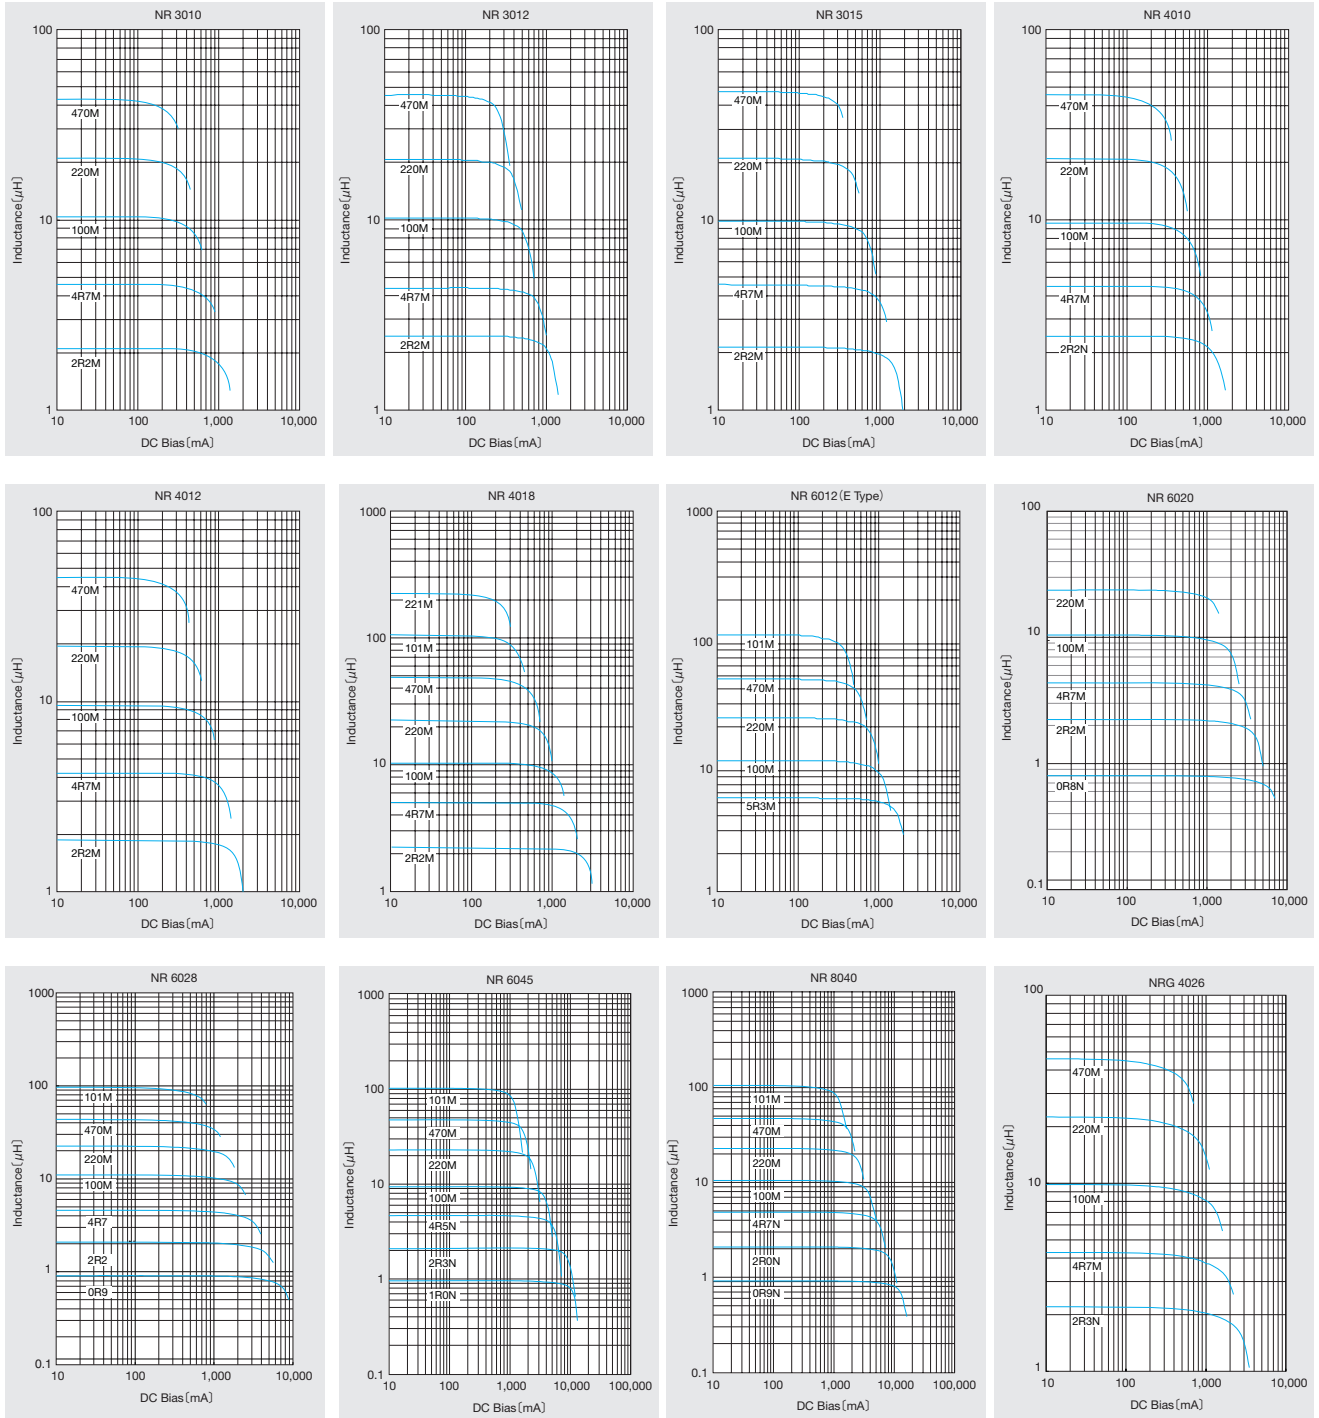 NR 3010
100
10
1
10
100
1,000
10,000
Inductance〔μH〕
DC Bias〔mA〕
470M
220M
100M
4R7M
2R2M
NR 3012
100
10
1
10
100
1,000
10,000
Inductance〔μH〕
DC Bias〔mA〕
470M
220M
100M
4R7M
2R2M
NR 3015
100
10
1
10
100
1,000
10,000
Inductance〔μH〕
DC Bias〔mA〕
470M
220M
100M
4R7M
2R2M
NR 4010
100
10
1
10
100
1,000
10,000
Inductance〔μH〕
DC Bias〔mA〕
470M
220M
100M
4R7M
2R2N
NR 4012
100
10
1
10
100
1,000
10,000
Inductance〔μH〕
DC Bias〔mA〕
470M
220M
100M
4R7M
2R2M
NR 4018
1000
100
10
1
10
100
1,000
10,000
Inductance〔μH〕
DC Bias〔mA〕
221M
101M
470M
220M
100M
4R7M
2R2M
NR 6012(E Type)
1000
100
10
1
10
100
1,000
10,000
Inductance〔μH〕
DC Bias〔mA〕
101M
470M
220M
100M
5R3M
NR 6020
100
10
1
0.1
10
100
1,000
10,000
Inductance〔μH〕
DC Bias〔mA〕
220M
100M
4R7M
2R2M
0R8N
NR 6028
1000
100
10
1
0.1
10
100
1,000
10,000
Inductance〔μH〕
DC Bias〔mA〕
101M
470M
220M
100M
4R7
2R2
0R9
NR 6045
1000
100
10
1
0.1
10
100
1,000
10,000
100,000
Inductance〔μH〕
DC Bias〔mA〕
101M
470M
220M
100M
4R5N
2R3N
1R0N
NR 8040
1000
100
10
1
0.1
10
100
1,000
10,000
100,000
Inductance〔μH〕
DC Bias〔mA〕
101M
470M
220M
100M
4R7N
2R0N
0R9N
NRG 4026
100
10
1
10
100
1,000
10,000
Inductance〔μH〕
DC Bias〔mA〕
470M
220M
100M
4R7M
2R3N